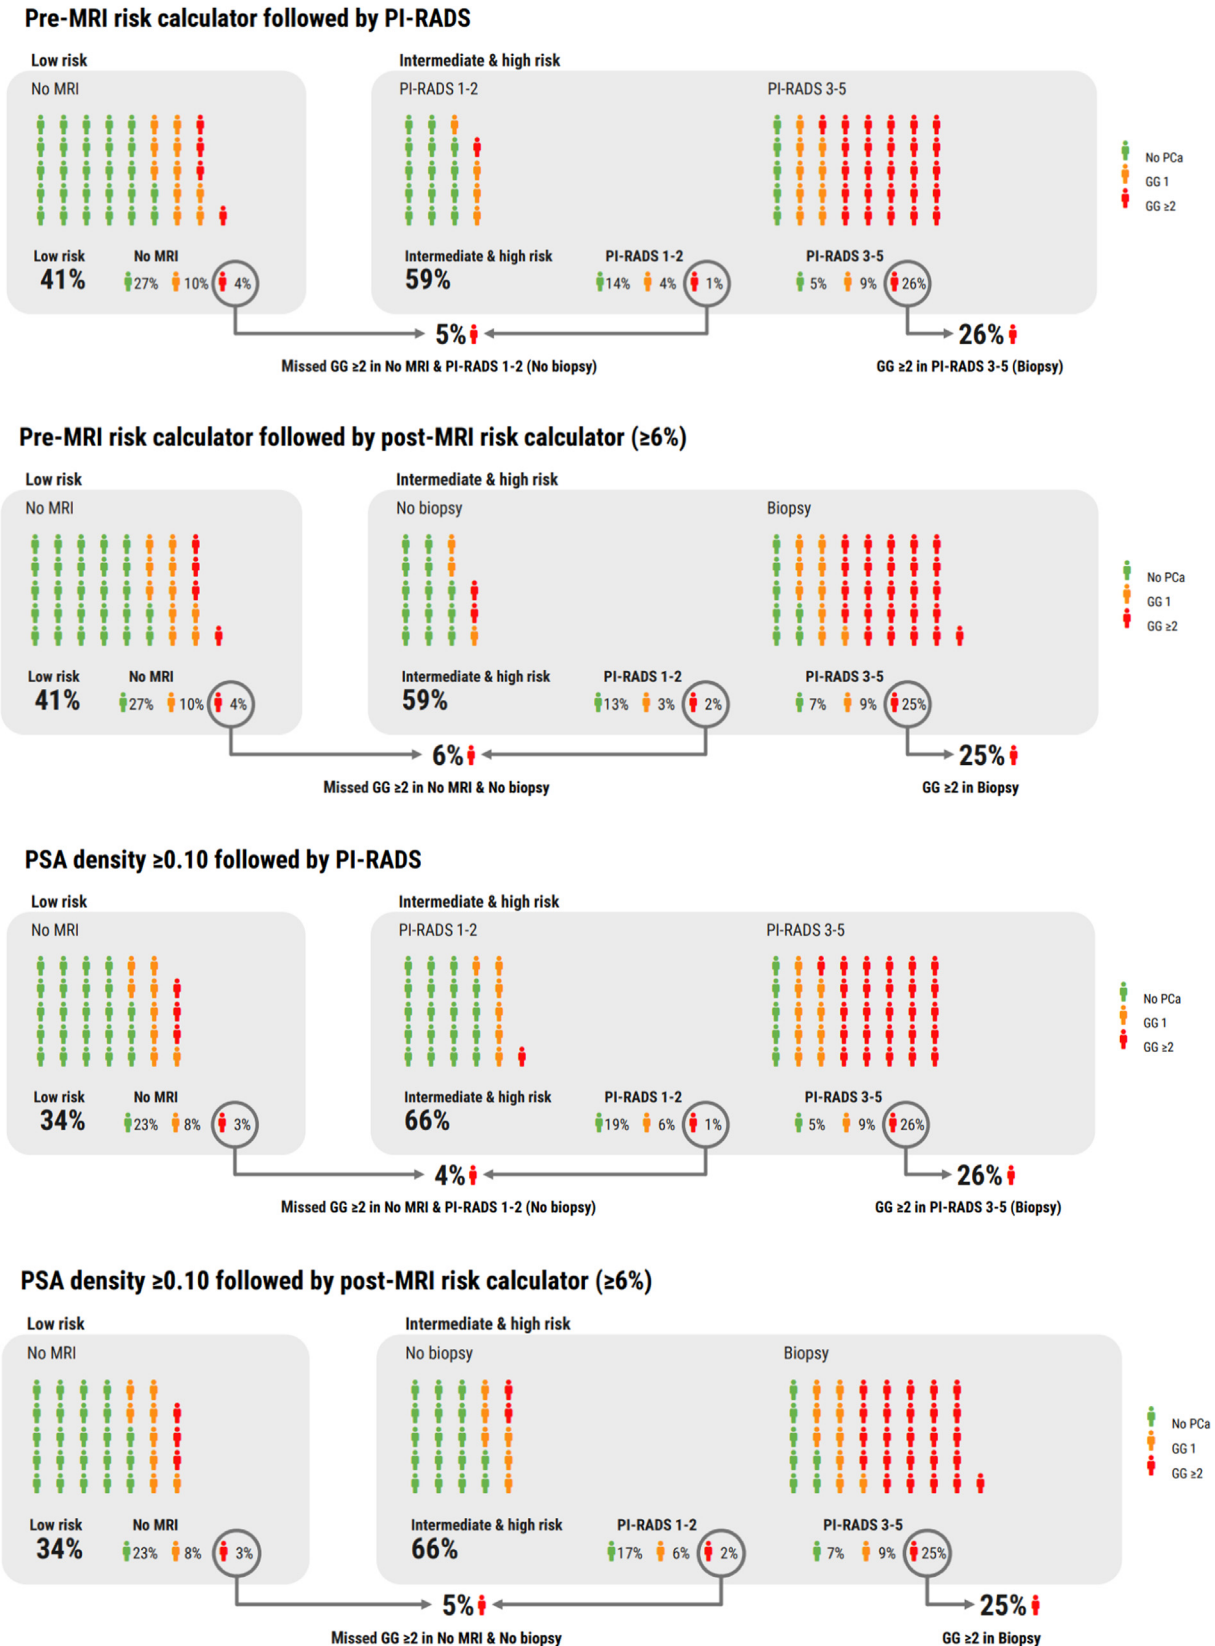 Pre-MRI risk calculator followed by PI-RADS
Low risk
Intermediate & high risk
No MRI
PI-RADS 1-2
PI-RADS 3-5
No PCa
GG 1
GG ≥2
Low risk
No MRI
Intermediate & high risk
PI-RADS 1-2
PI-RADS 3-5
41%
27%
10%
4%
59%
14%
4%
1%
5%
9%
26%
5%
26%
Missed GG ≥2 in No MRI & PI-RADS 1-2 (No biopsy)
GG ≥2 in PI-RADS 3-5 (Biopsy)
Pre-MRI risk calculator followed by post-MRI risk calculator (≥6%)
Low risk
Intermediate & high risk
No MRI
No biopsy
Biopsy
No PCa
GG 1
GG ≥2
Low risk
No MRI
Intermediate & high risk
PI-RADS 1-2
PI-RADS 3-5
41%
27%
10%
4%
59%
13%
3%
2%
7%
9%
25%
6%
25%
Missed GG ≥2 in No MRI & No biopsy
GG ≥2 in Biopsy
PSA density ≥0.10 followed by PI-RADS
Low risk
Intermediate & high risk
No MRI
PI-RADS 1-2
PI-RADS 3-5
No PCa
GG 1
GG ≥2
Low risk
No MRI
Intermediate & high risk
PI-RADS 1-2
PI-RADS 3-5
34%
23%
8%
3%
66%
19%
6%
1%
5%
9%
26%
4%
26%
Missed GG ≥2 in No MRI & PI-RADS 1-2 (No biopsy)
GG ≥2 in PI-RADS 3-5 (Biopsy)
PSA density ≥0.10 followed by post-MRI risk calculator (≥6%)
Low risk
Intermediate & high risk
No MRI
No biopsy
Biopsy
No PCa
GG 1
GG ≥2
Low risk
No MRI
Intermediate & high risk
PI-RADS 1-2
PI-RADS 3-5
34%
23%
8%
3%
66%
17%
6%
2%
7%
9%
25%
5%
25%
Missed GG ≥2 in No MRI & No biopsy
GG ≥2 in Biopsy